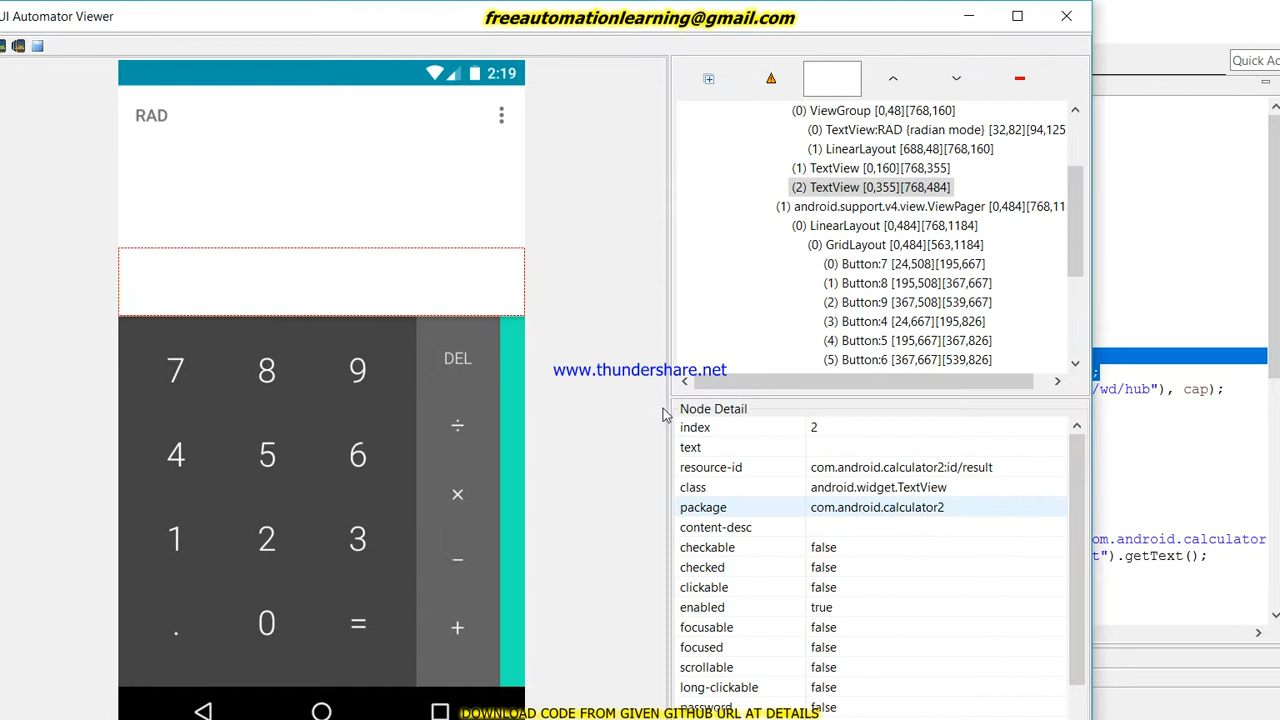 UI Automator Viewer
freeautomationlearning@gmail.com
Quick Ac
2:19
RAD
(0) ViewGroup [0,48][768,160]
(0) TextView:RAD {radian mode} [32,82][94,125
(1) LinearLayout [688,48][768,160]
(1) TextView [0,160][768,355]
(2) TextView [0,355][768,484]
(1) android.support.v4.view.ViewPager [0,484][768,11
(0) LinearLayout [0,484][768,1184]
(0) GridLayout [0,484][563,1184]
(0) Button:7 [24,508][195,667]
(1) Button:8 [195,508][367,667]
(2) Button:9 [367,508][539,667]
(3) Button:4 [24,667][195,826]
(4) Button:5 [195,667][367,826]
(5) Button:6 [367,667][539,826]
7 8 9 DEL
÷
4 5 6
×
1 2 3
−
. 0 = +
www.thundershare.net
Node Detail
index 2
text
resource-id com.android.calculator2:id/result
class android.widget.TextView
package com.android.calculator2
content-desc
checkable false
checked false
clickable false
enabled true
focusable false
focused false
scrollable false
long-clickable false
password false
;
/wd/hub"), cap);
om.android.calculator
t").getText();
DOWNLOAD CODE FROM GIVEN GITHUB URL AT DETAILS